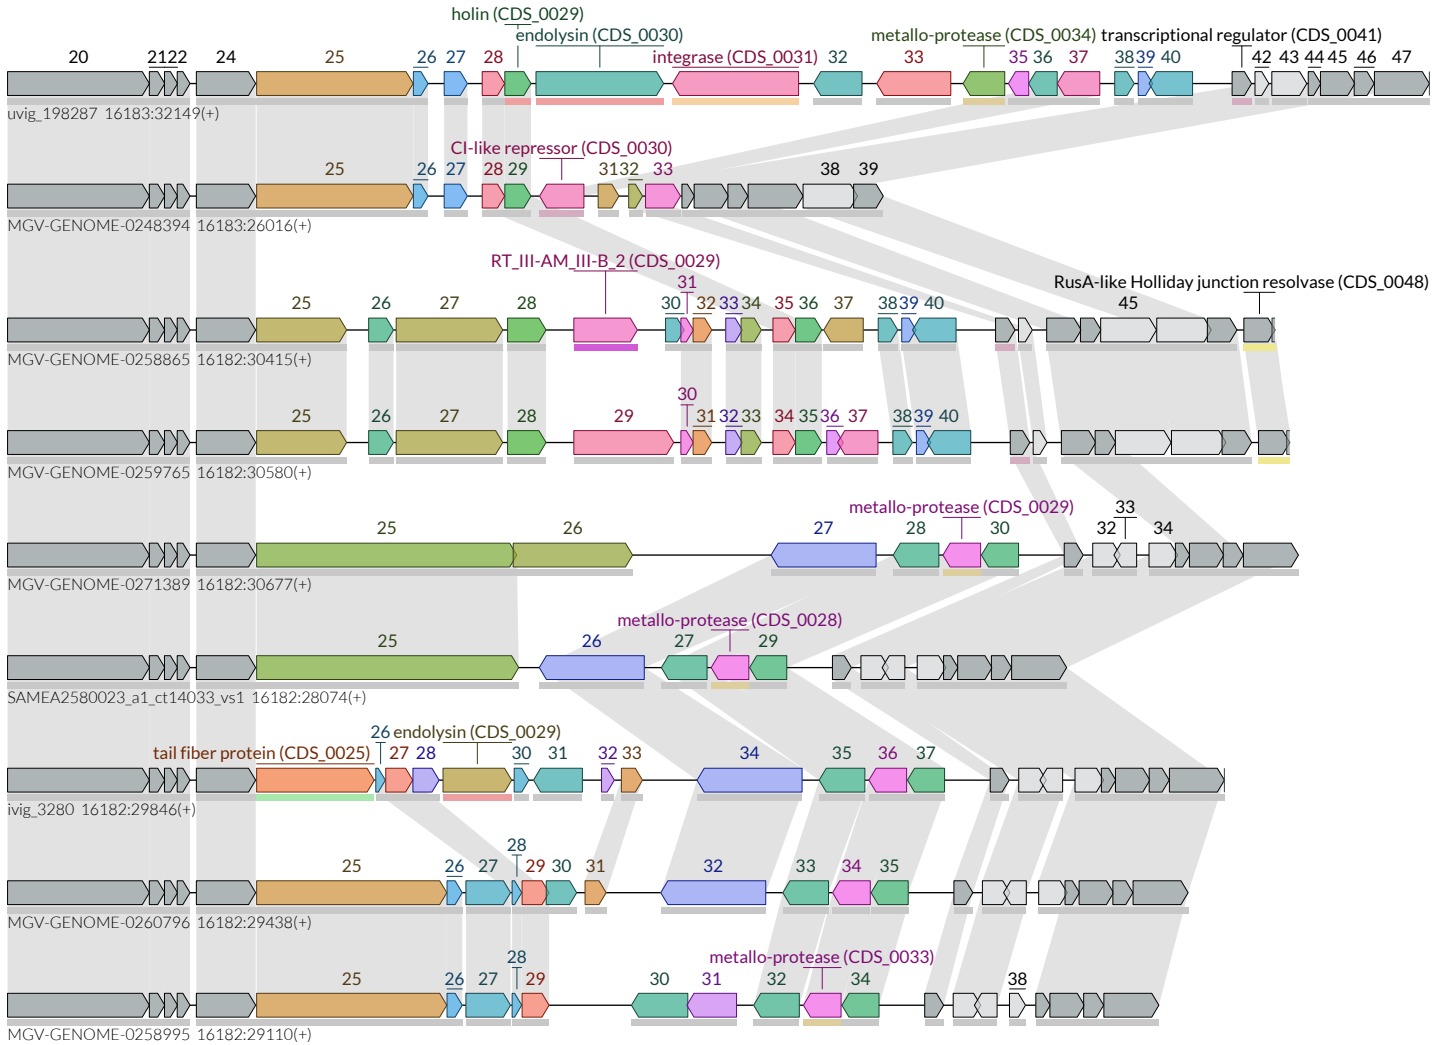 holin (CDS_0029)
endolysin (CDS_0030) metallo-protease (CDS_0034) transcriptional regulator (CDS_0041)
20 21 22 24 25 26 27 28 integrase (CDS_0031) 32 33 35 36 37 38 39 40 42 43 44 45 46 47
uvig_198287 16183:32149(+)
CI-like repressor (CDS_0030)
25 26 27 28 29 31 32 33 38 39
MGV-GENOME-0248394 16183:26016(+)
RT_III-AM_III-B_2 (CDS_0029)
31 RusA-like Holliday junction resolvase (CDS_0048)
25 26 27 28 30 32 33 34 35 36 37 38 39 40 45
MGV-GENOME-0258865 16182:30415(+)
30
25 26 27 28 29 31 32 33 34 35 36 37 38 39 40
MGV-GENOME-0259765 16182:30580(+)
metallo-protease (CDS_0029) 33
25 26 27 28 30 32 34
MGV-GENOME-0271389 16182:30677(+)
metallo-protease (CDS_0028)
25 26 27 29
SAMEA2580023_a1_ct14033_vs1 16182:28074(+)
26 endolysin (CDS_0029)
tail fiber protein (CDS_0025) 27 28 30 31 32 33 34 35 36 37
ivig_3280 16182:29846(+)
28
25 26 27 29 30 31 32 33 34 35
MGV-GENOME-0260796 16182:29438(+)
28 metallo-protease (CDS_0033)
25 26 27 29 30 31 32 34 38
MGV-GENOME-0258995 16182:29110(+)